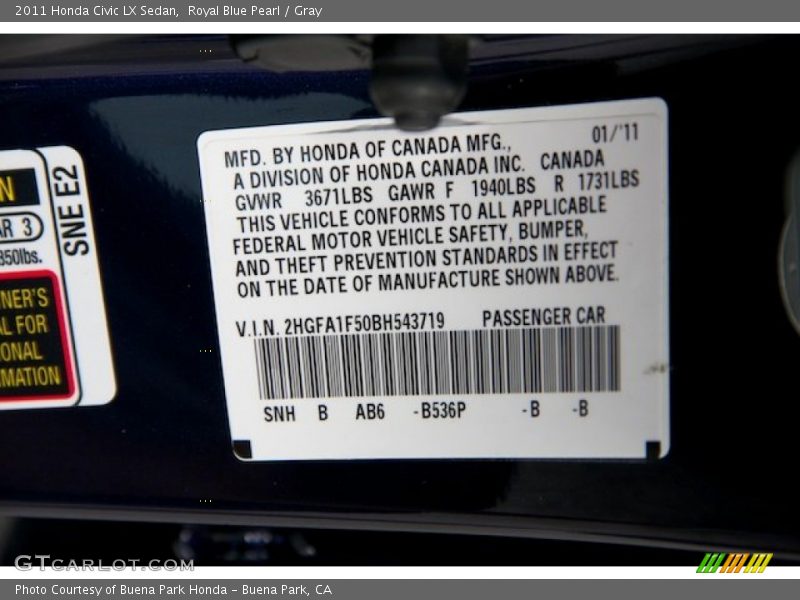 2011 Honda Civic LX Sedan, Royal Blue Pearl / Gray
N
AR 3
350lbs.
NER'S
AL FOR
ONAL
RMATION
SNE E2
01/'11
MFD. BY HONDA OF CANADA MFG.,
A DIVISION OF HONDA CANADA INC. CANADA
GVWR 3671LBS GAWR F 1940LBS R 1731LBS
THIS VEHICLE CONFORMS TO ALL APPLICABLE
FEDERAL MOTOR VEHICLE SAFETY, BUMPER,
AND THEFT PREVENTION STANDARDS IN EFFECT
ON THE DATE OF MANUFACTURE SHOWN ABOVE.
V.I.N. 2HGFA1F50BH543719 PASSENGER CAR
SNH B AB6 -B536P -B -B
GTCARLOT.COM
Photo Courtesy of Buena Park Honda – Buena Park, CA